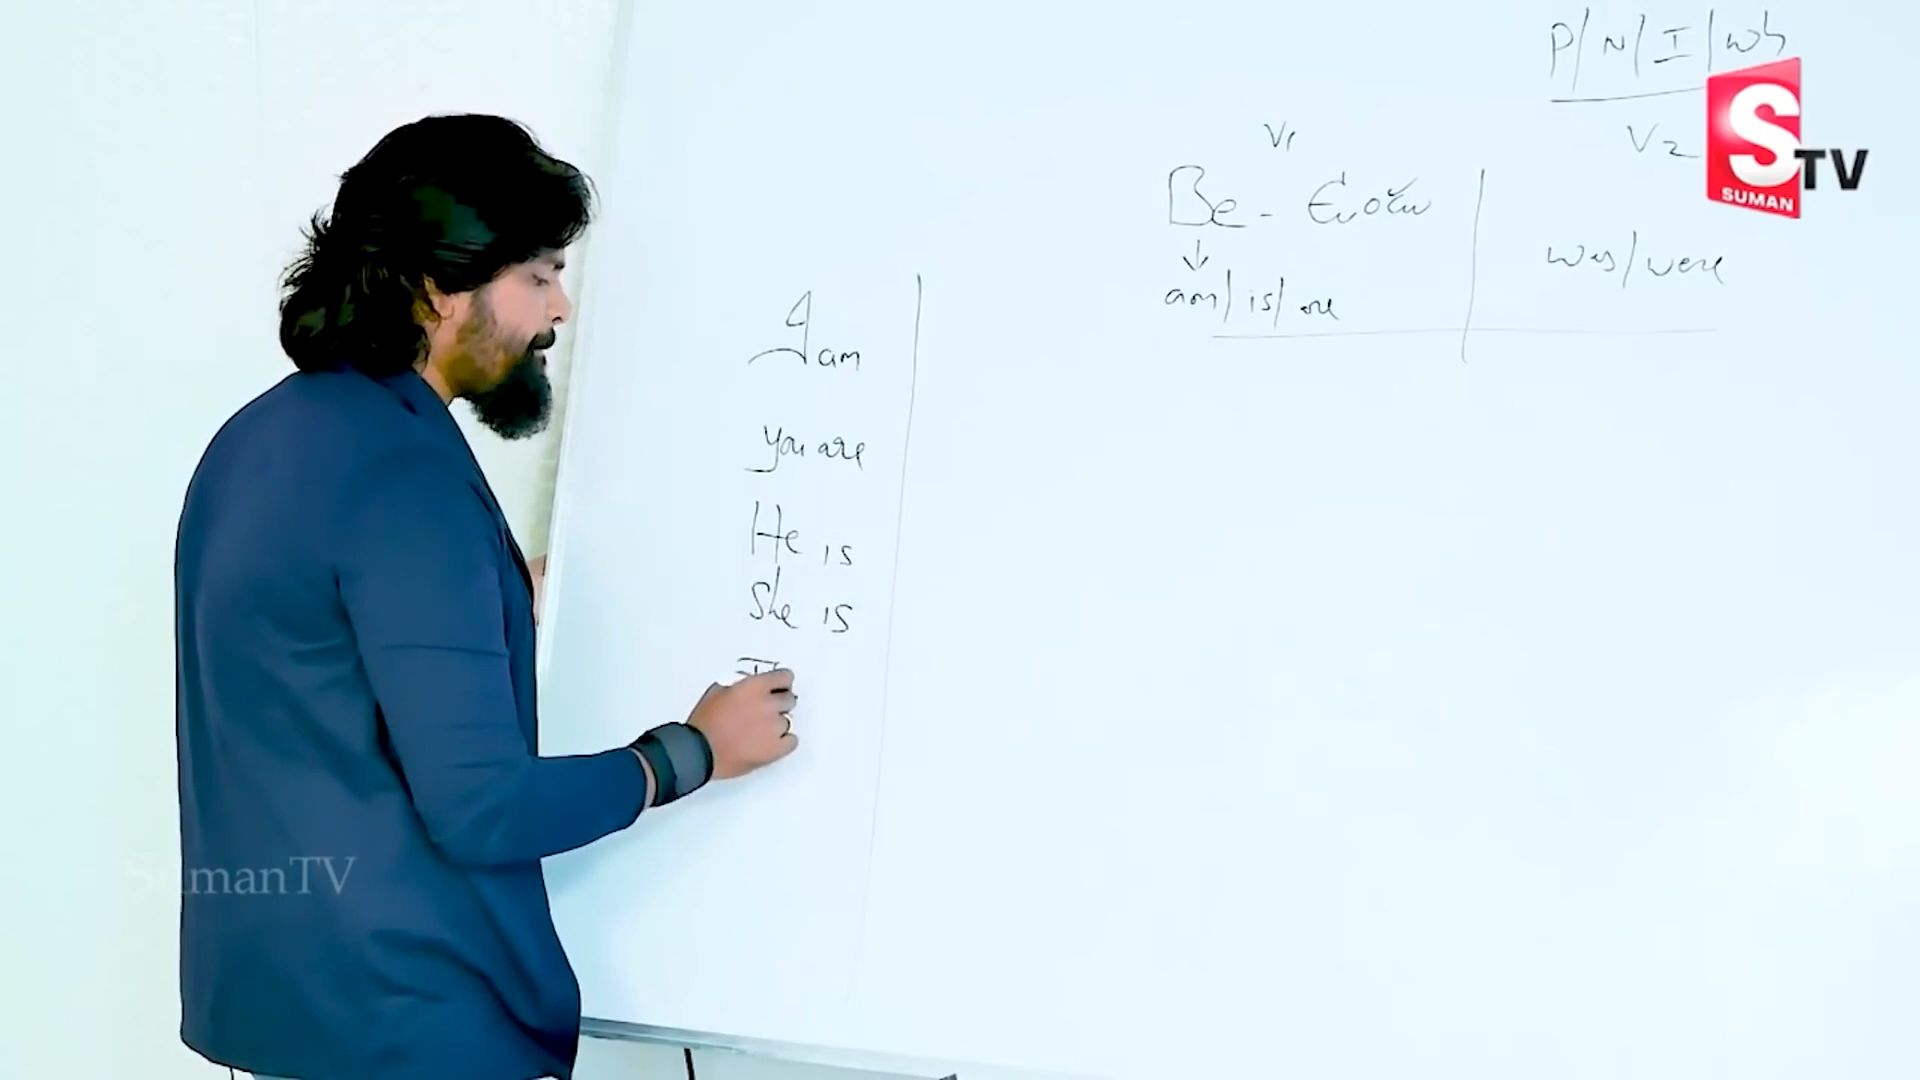 P/N/I/Wh
V1
V2
Be - ఉండటం
was/were
am/is/are
I am
you are
He is
She is
S
TV
SUMAN
SumanTV